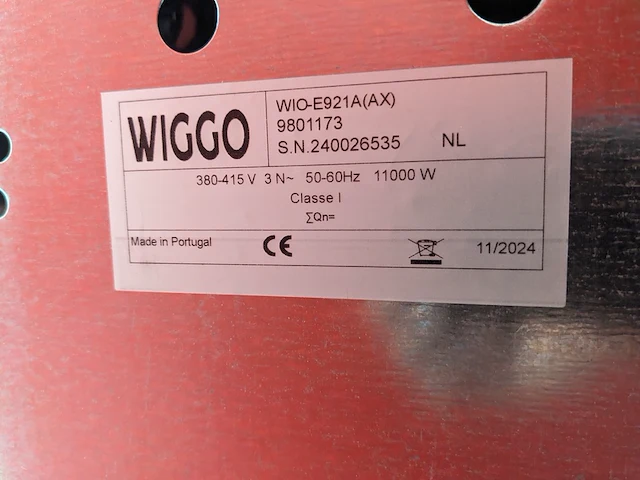 WIGGO
WIO-E921A(AX)
9801173
S.N.240026535 NL
380-415 V 3 N~ 50-60Hz 11000 W
Classe I
∑Qn=
Made in Portugal CE 11/2024